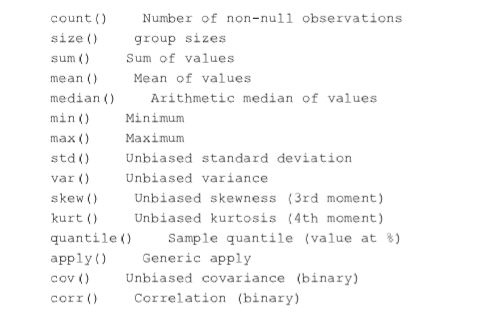 count()    Number of non-null observations
size()    group sizes
sum()    Sum of values
mean()    Mean of values
median()    Arithmetic median of values
min()    Minimum
max()    Maximum
std()    Unbiased standard deviation
var()    Unbiased variance
skew()    Unbiased skewness (3rd moment)
kurt()    Unbiased kurtosis (4th moment)
quantile()    Sample quantile (value at %)
apply()    Generic apply
cov()    Unbiased covariance (binary)
corr()    Correlation (binary)